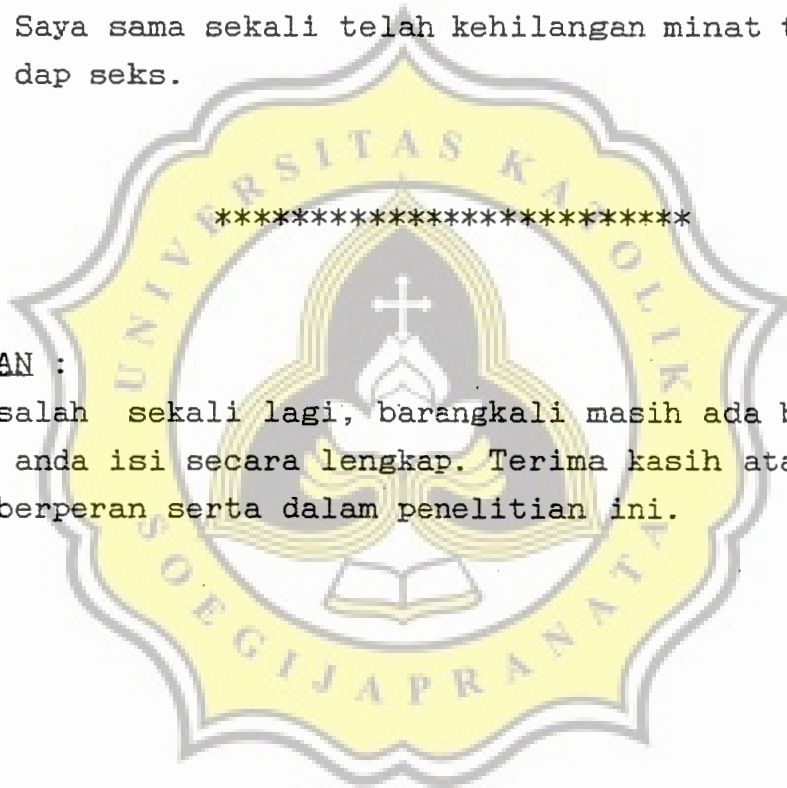 Saya sama sekali telah kehilangan minat t
dap seks.
*************************
AN :
salah sekali lagi, barangkali masih ada b
anda isi secara lengkap. Terima kasih ata
berperan serta dalam penelitian ini.
UNIVERSITAS KATOLIK
SOEGIJAPRANATA